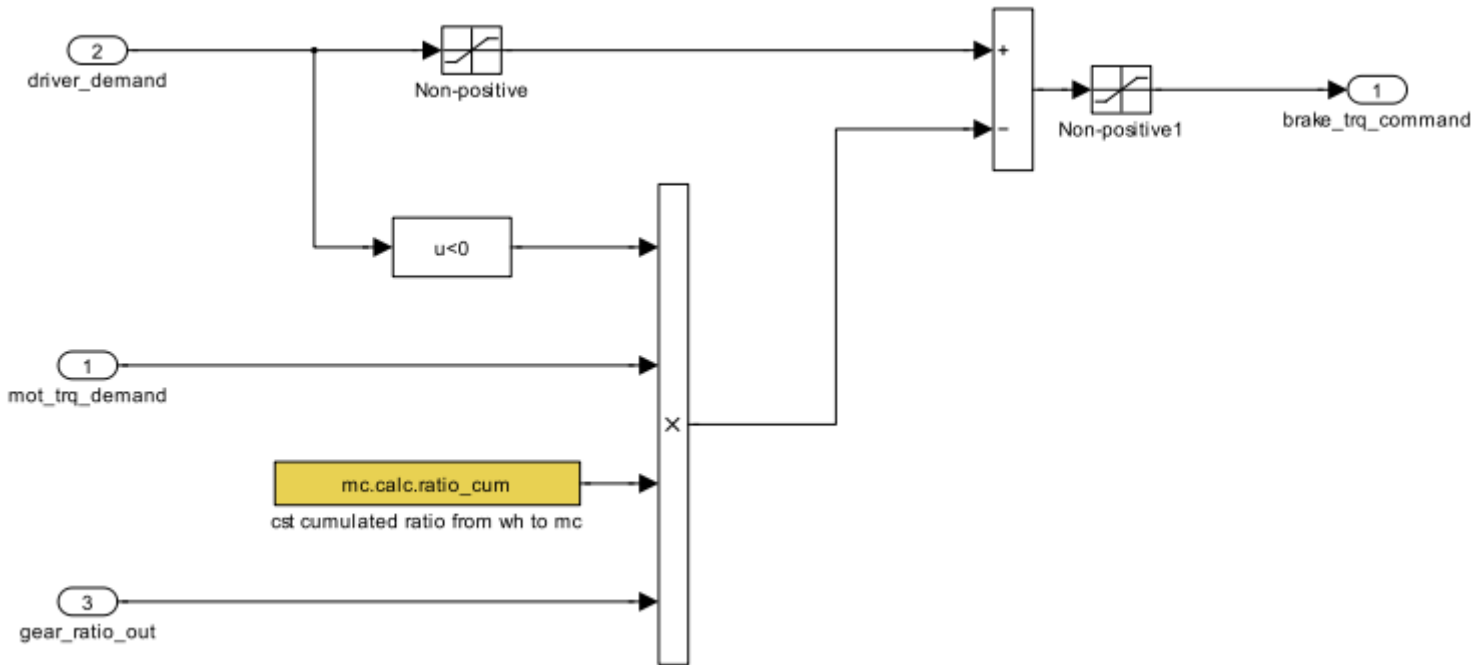 2
driver_demand
Non-positive
+
−
Non-positive1
1
brake_trq_command
u<0
1
mot_trq_demand
×
mc.calc.ratio_cum
cst cumulated ratio from wh to mc
3
gear_ratio_out